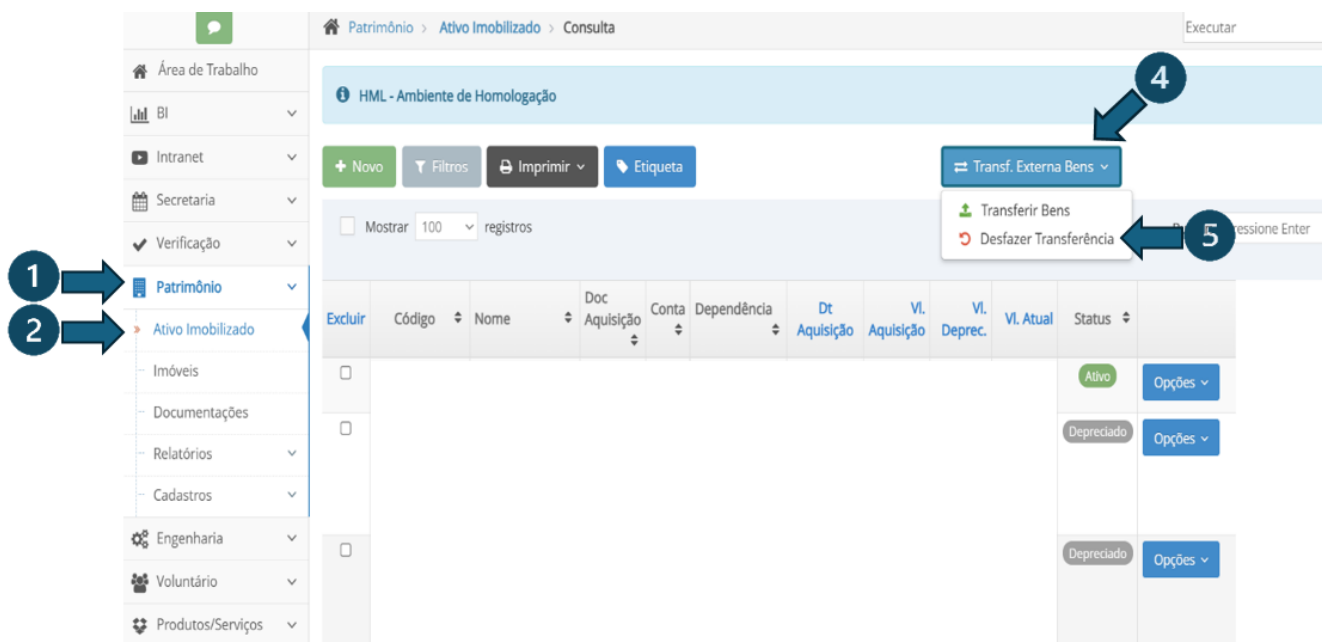 Patrimônio > Ativo Imobilizado > Consulta
Executar
Área de Trabalho
BI
Intranet
Secretaria
Verificação
1
Patrimônio
2
Ativo Imobilizado
Imóveis
Documentações
Relatórios
Cadastros
Engenharia
Voluntário
Produtos/Serviços
HML - Ambiente de Homologação
4
+ Novo
Filtros
Imprimir
Etiqueta
Transf. Externa Bens
Transferir Bens
Desfazer Transferência
5
Mostrar 100 registros
ressione Enter
Excluir
Código
Nome
Doc
Aquisição
Conta
Dependência
Dt
Aquisição
Vl.
Aquisição
Vl.
Deprec.
Vl. Atual
Status
Ativo
Opções
Depreciado
Opções
Depreciado
Opções